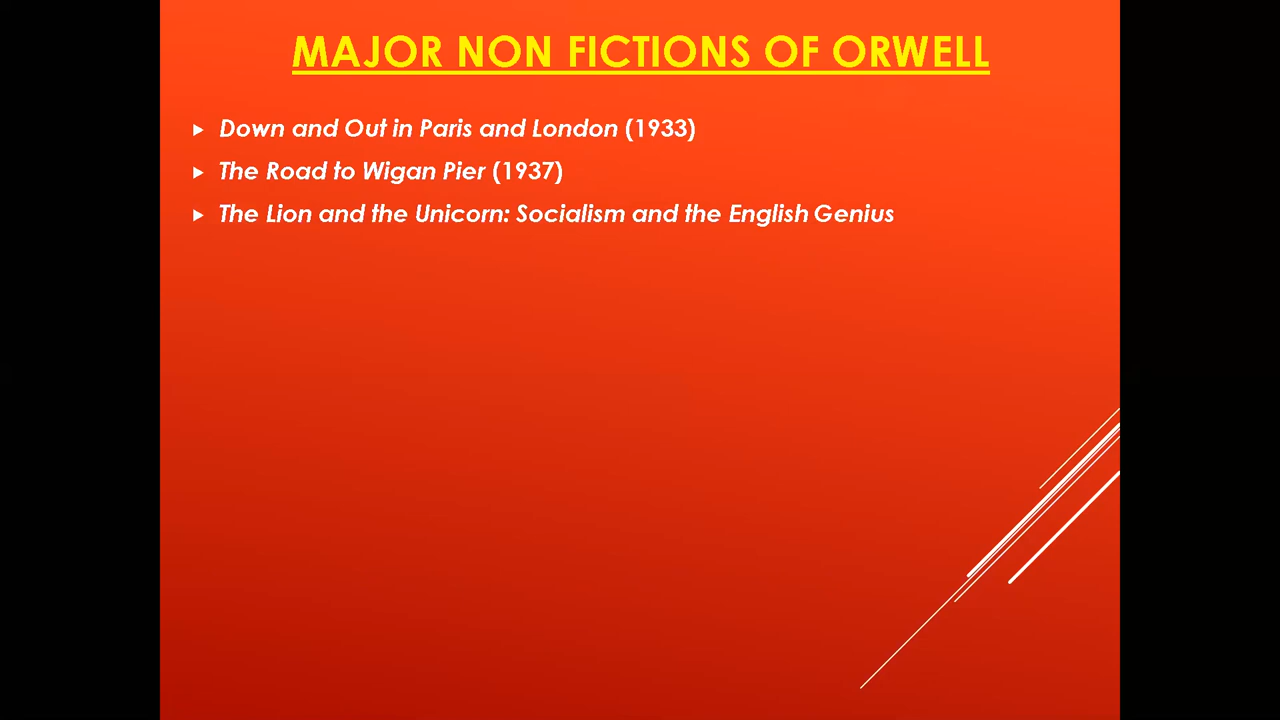 MAJOR NON FICTIONS OF ORWELL
Down and Out in Paris and London (1933)
The Road to Wigan Pier (1937)
The Lion and the Unicorn: Socialism and the English Genius